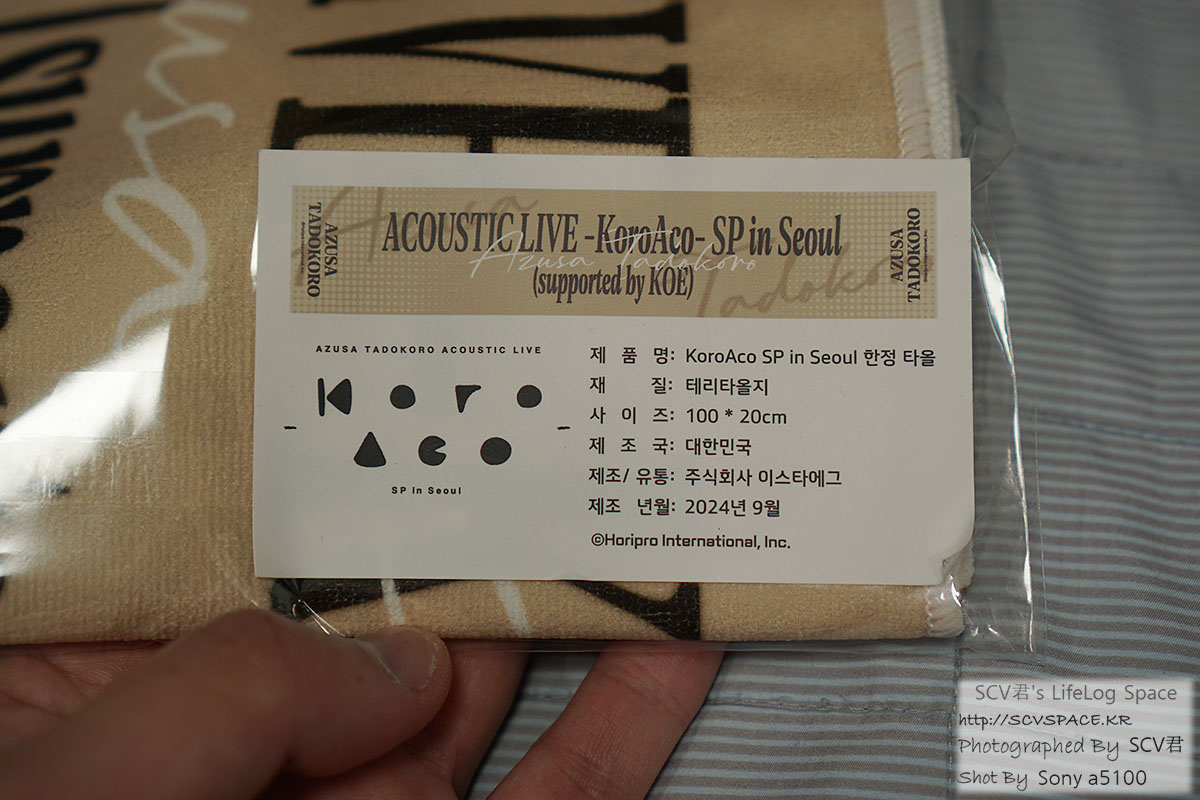 ACOUSTIC LIVE -KoroAco- SP in Seoul
(supported by KOE)
Azusa Tadokoro
AZUSA
TADOKORO
AZUSA
TADOKORO
Tadokoro
AZUSA TADOKORO ACOUSTIC LIVE
- Koro
Aco -
SP in Seoul
제 품 명: KoroAco SP in Seoul 한정 타올
재 질: 테리타올지
사 이 즈: 100 * 20cm
제 조 국: 대한민국
제조/ 유통: 주식회사 이스타에그
제조 년월: 2024년 9월
©Horipro International, Inc.
SCV君's LifeLog Space
http://SCVSPACE.KR
Photographed By SCV君
Shot By Sony a5100